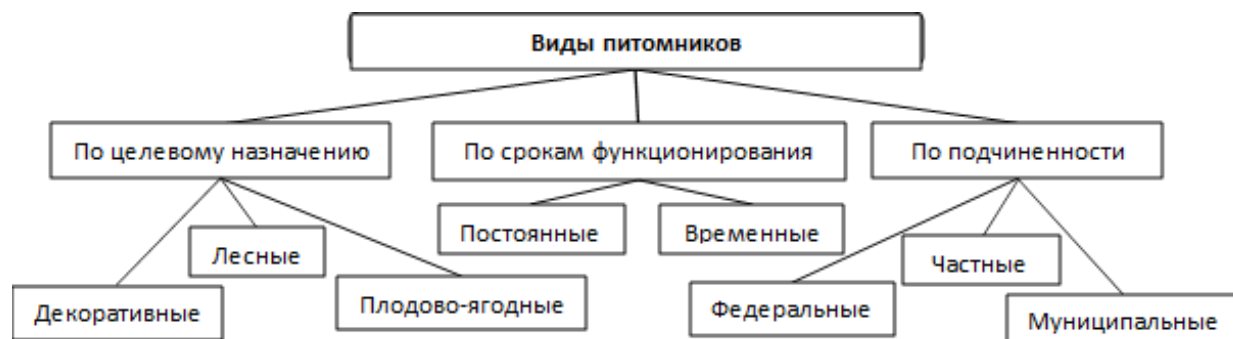 Виды питомников
По целевому назначению
По срокам функционирования
По подчиненности
Постоянные
Временные
Лесные
Частные
Декоративные
Плодово-ягодные
Федеральные
Муниципальные